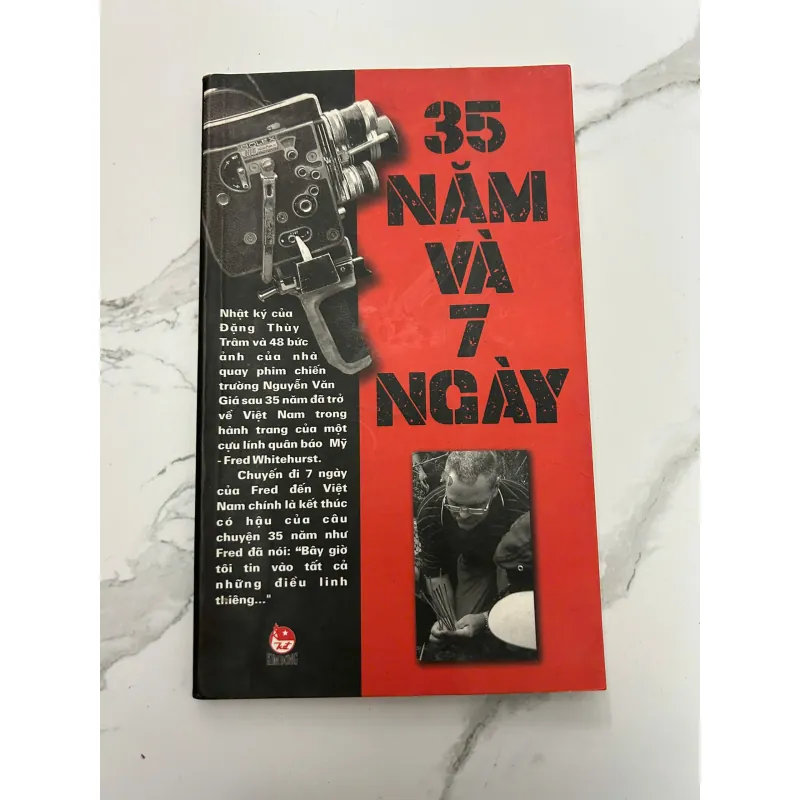 35
NĂM
VÀ
7
NGÀY
BOLEX
Nhật ký của
Đặng Thùy
Trâm và 48 bức
ảnh của nhà
quay phim chiến
trường Nguyễn Văn
Giá sau 35 năm đã trở
về Việt Nam trong
hành trang của một
cựu lính quân báo Mỹ
- Fred Whitehurst.
Chuyến đi 7 ngày
của Fred đến Việt
Nam chính là kết thúc
có hậu của câu
chuyện 35 năm như
Fred đã nói: “Bây giờ
tôi tin vào tất cả
những điều linh
thiêng..."
KIM ĐỒNG